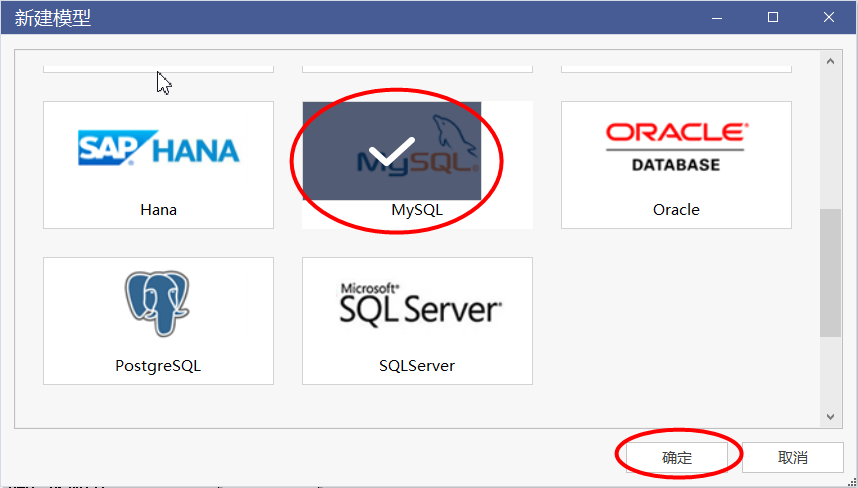 新建模型
SAP HANA
Hana
MySQL
MySQL
ORACLE
DATABASE
Oracle
PostgreSQL
Microsoft
SQL Server
SQLServer
确定
取消